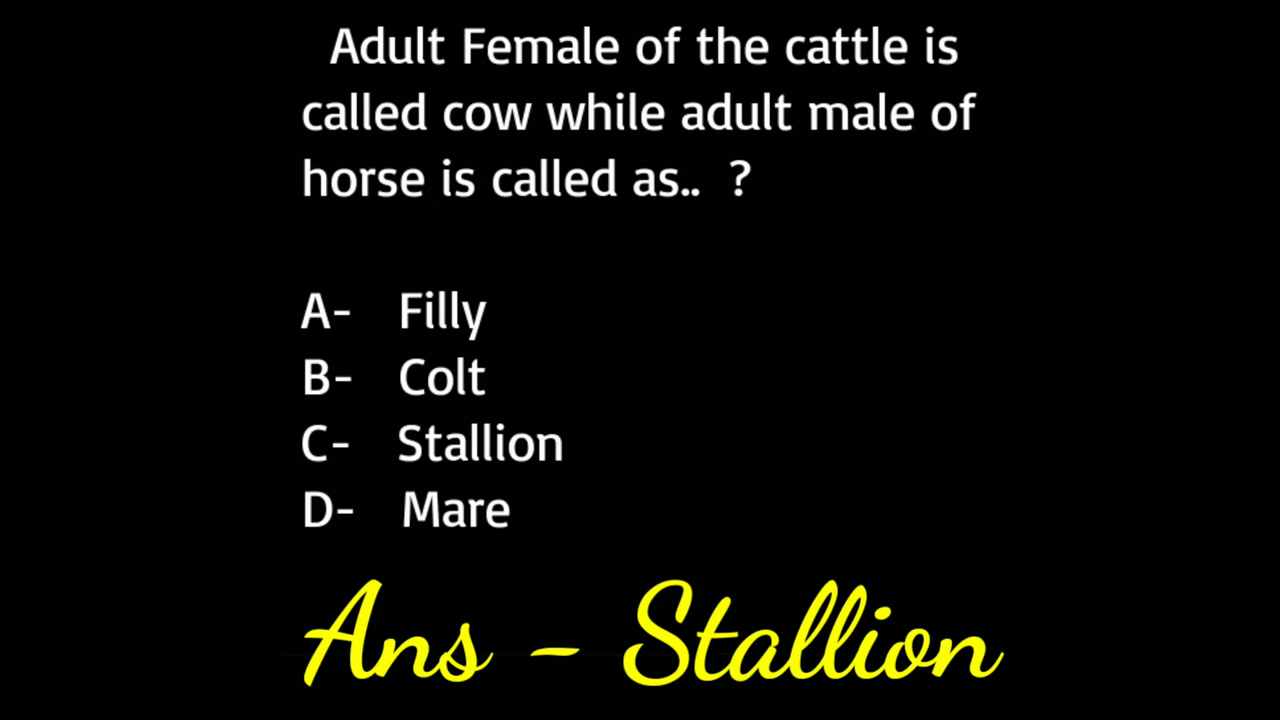 Adult Female of the cattle is
called cow while adult male of
horse is called as.. ?
A- Filly
B- Colt
C- Stallion
D- Mare
Ans - Stallion